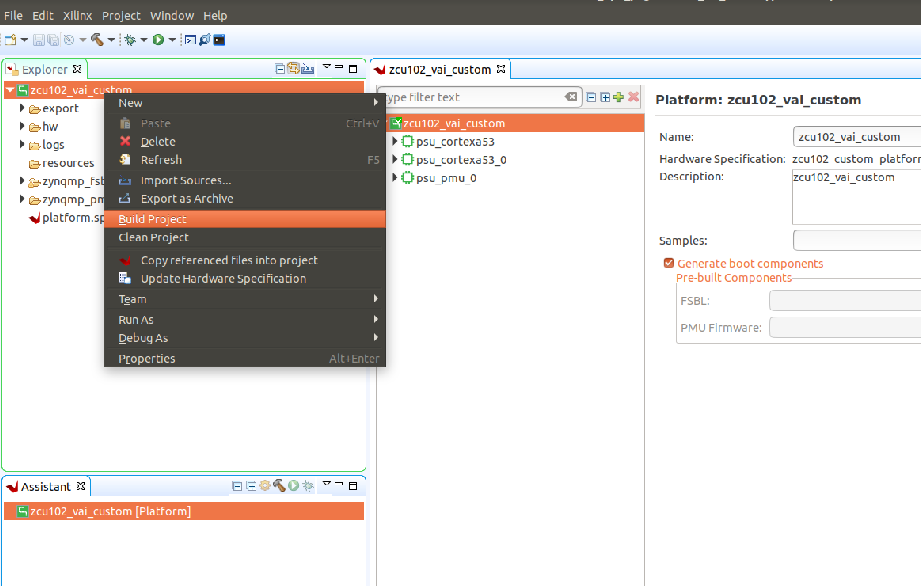 File Edit Xilinx Project Window Help
Explorer
zcu102_vai_custom
export
hw
logs
resources
zynqmp_fsb
zynqmp_pm
platform.sp
New
Paste Ctrl+V
Delete
Refresh F5
Import Sources...
Export as Archive
Build Project
Clean Project
Copy referenced files into project
Update Hardware Specification
Team
Run As
Debug As
Properties Alt+Enter
Assistant
zcu102_vai_custom [Platform]
zcu102_vai_custom
type filter text
zcu102_vai_custom
psu_cortexa53
psu_cortexa53_0
psu_pmu_0
Platform: zcu102_vai_custom
Name: zcu102_vai_custom
Hardware Specification: zcu102_custom_platform
Description: zcu102_vai_custom
Samples:
Generate boot components
Pre-built Components
FSBL:
PMU Firmware: